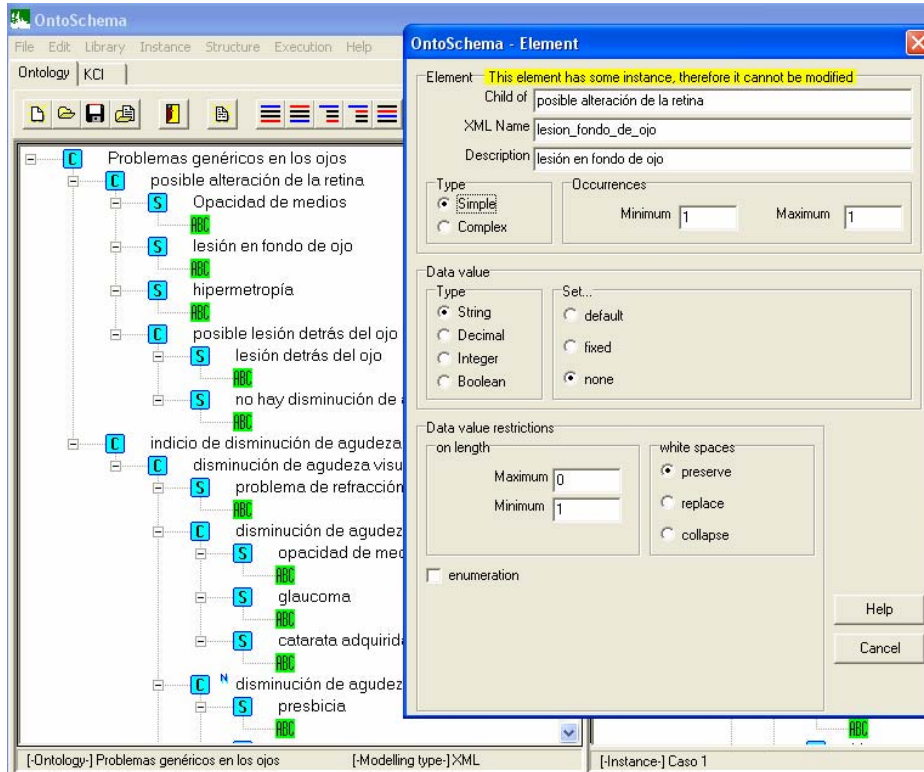 OntoSchema
File Edit Library Instance Structure Execution Help
Ontology KCI
Problemas genéricos en los ojos
C
posible alteración de la retina
C
S Opacidad de medios
ABC
S lesión en fondo de ojo
ABC
S hipermetropía
ABC
C posible lesión detrás del ojo
S lesión detrás del ojo
ABC
S no hay disminución de
ABC
C indicio de disminución de agudeza
C disminución de agudeza visu
S problema de refracción
ABC
C disminución de agudez
S opacidad de med
ABC
S glaucoma
ABC
S catarata adquirid
ABC
C N disminución de agudez
S presbicia
ABC
[-Ontology-] Problemas genéricos en los ojos [-Modelling type-] XML
OntoSchema - Element
Element This element has some instance, therefore it cannot be modified
Child of posible alteración de la retina
XML Name lesion_fondo_de_ojo
Description lesión en fondo de ojo
Type
Simple
Complex
Occurrences
Minimum 1 Maximum 1
Data value
Type
String
Decimal
Integer
Boolean
Set...
default
fixed
none
Data value restrictions
on length
Maximum 0
Minimum 1
white spaces
preserve
replace
collapse
enumeration
Help
Cancel
ABC
[-Instance-] Caso 1